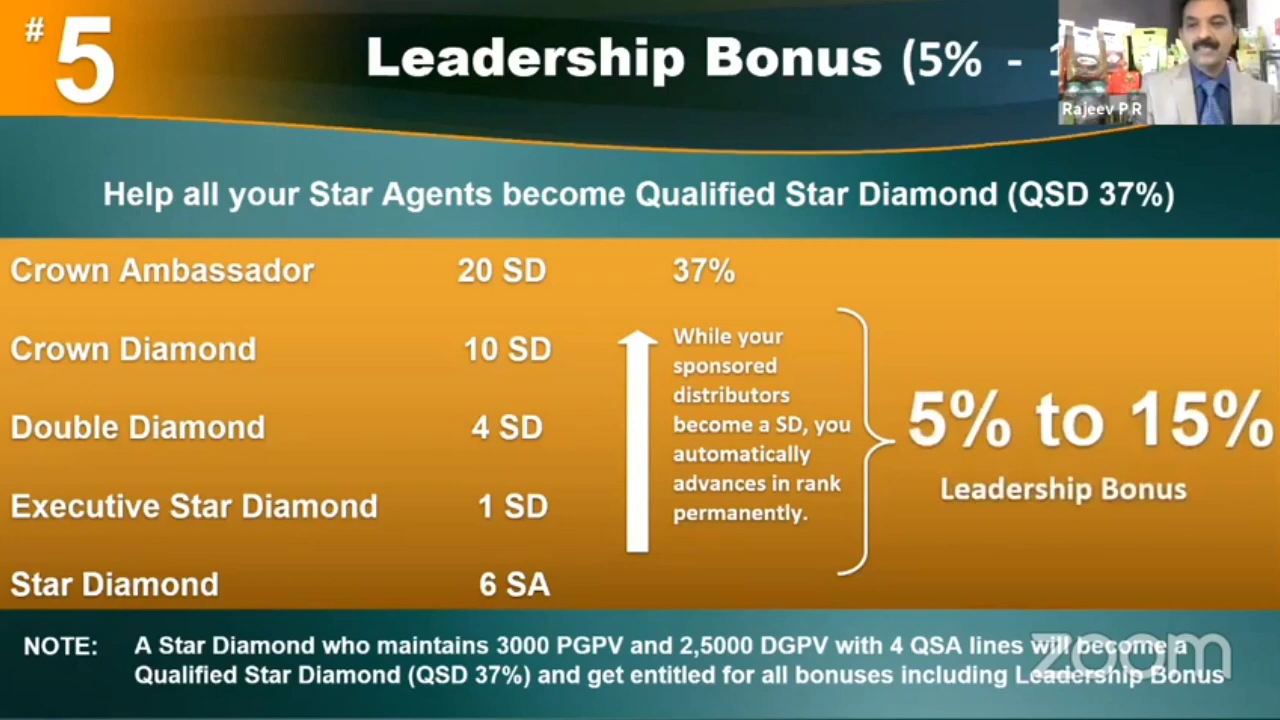 # 5
Leadership Bonus (5% -
Rajeev P R
Help all your Star Agents become Qualified Star Diamond (QSD 37%)
Crown Ambassador 20 SD 37%
Crown Diamond 10 SD
Double Diamond 4 SD
Executive Star Diamond 1 SD
Star Diamond 6 SA
While your
sponsored
distributors
become a SD, you
automatically
advances in rank
permanently.
5% to 15%
Leadership Bonus
NOTE: A Star Diamond who maintains 3000 PGPV and 2,5000 DGPV with 4 QSA lines will become a
Qualified Star Diamond (QSD 37%) and get entitled for all bonuses including Leadership Bonus
zoom